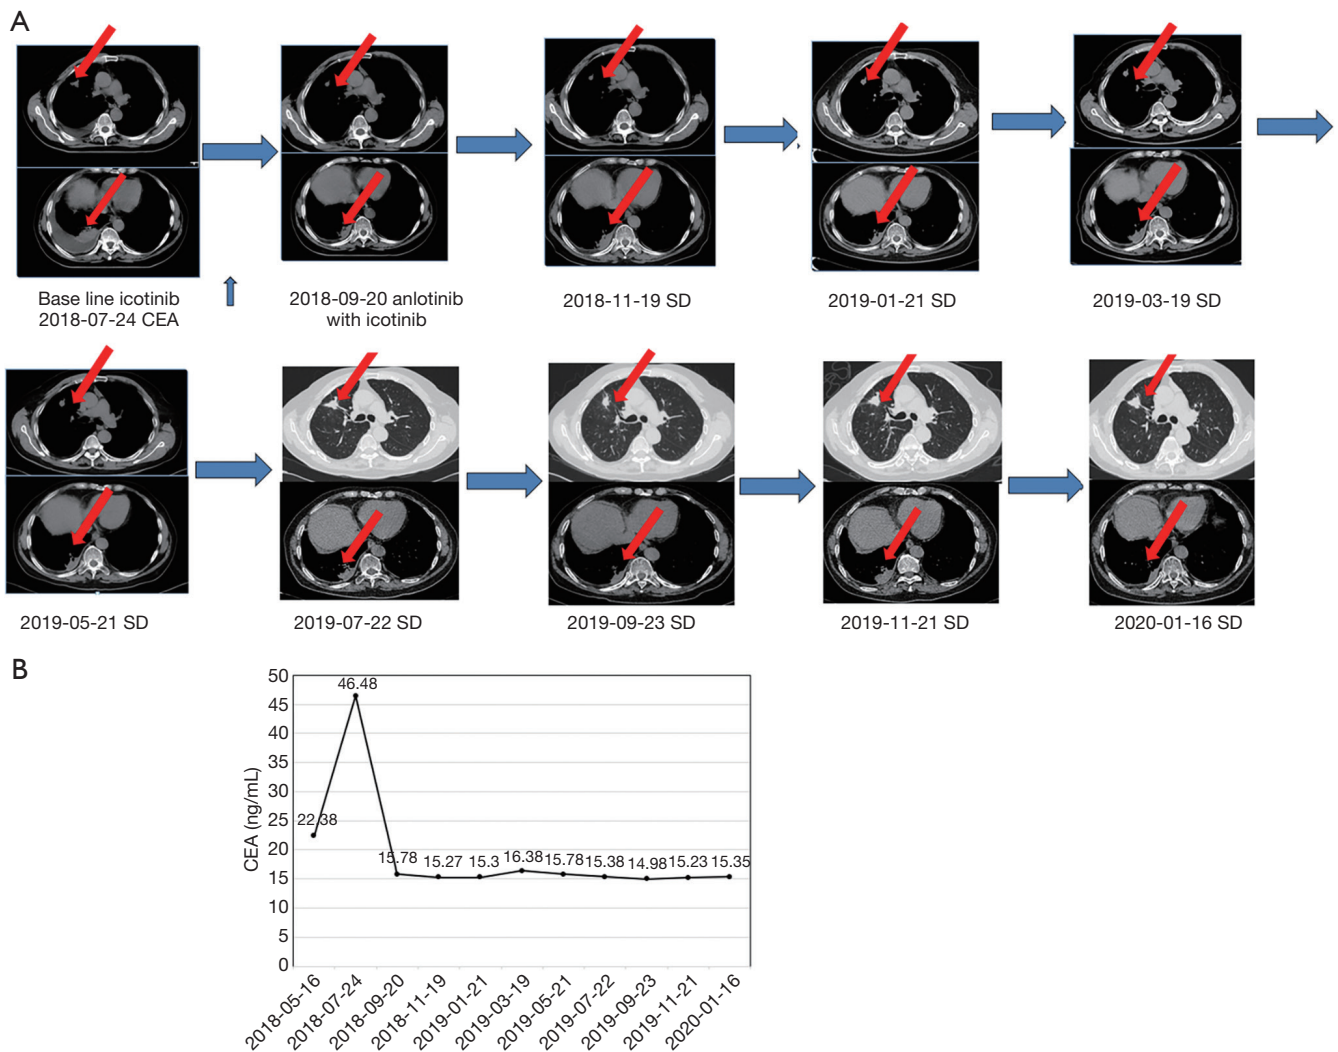 A
Base line icotinib
2018-07-24 CEA
2018-09-20 anlotinib
with icotinib
2018-11-19 SD
2019-01-21 SD
2019-03-19 SD
2019-05-21 SD
2019-07-22 SD
2019-09-23 SD
2019-11-21 SD
2020-01-16 SD
B
CEA (ng/mL)
50
45
40
35
30
25
20
15
10
5
0
22.38
46.48
15.78
15.27
15.3
16.38
15.78
15.38
14.98
15.23
15.35
2018-05-16
2018-07-24
2018-09-20
2018-11-19
2019-01-21
2019-03-19
2019-05-21
2019-07-22
2019-09-23
2019-11-21
2020-01-16